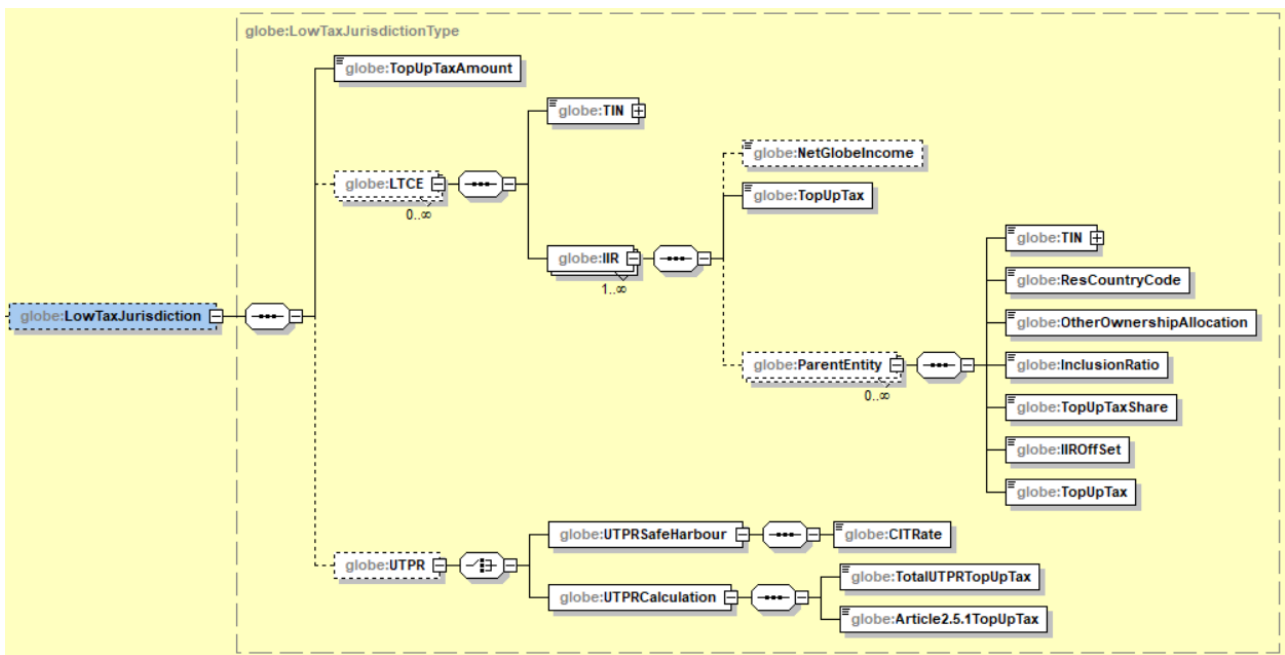 globe:LowTaxJurisdictionType
globe:TopUpTaxAmount
globe:TIN
globe:NetGlobeIncome
globe:LTCE
0..∞
globe:TopUpTax
globe:TIN
globe:IIR
1..∞
globe:ResCountryCode
globe:LowTaxJurisdiction
globe:OtherOwnershipAllocation
globe:ParentEntity
0..∞
globe:InclusionRatio
globe:TopUpTaxShare
globe:IIROffSet
globe:TopUpTax
globe:UTPRSafeHarbour
globe:CITRate
globe:UTPR
globe:TotalUTPRTopUpTax
globe:UTPRCalculation
globe:Article2.5.1TopUpTax